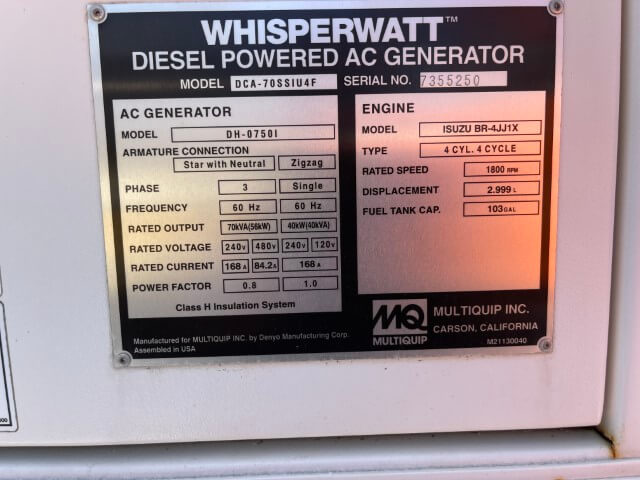 WHISPERWATT™
DIESEL POWERED AC GENERATOR
MODEL DCA-70SSIU4F SERIAL NO. 7355250
AC GENERATOR
MODEL DH-0750I
ARMATURE CONNECTION
Star with Neutral Zigzag
PHASE 3 Single
FREQUENCY 60 Hz 60 Hz
RATED OUTPUT 70kVA(56kW) 40kW(40kVA)
RATED VOLTAGE 240V 480V 240V 120V
RATED CURRENT 168 A 84.2A 168 A
POWER FACTOR 0.8 1.0
Class H Insulation System
ENGINE
MODEL ISUZU BR-4JJ1X
TYPE 4 CYL. 4 CYCLE
RATED SPEED 1800 RPM
DISPLACEMENT 2.999 L
FUEL TANK CAP. 103 GAL
Manufactured for MULTIQUIP INC. by Denyo Manufacturing Corp.
Assembled in USA
MQ
MULTIQUIP
MULTIQUIP INC.
CARSON, CALIFORNIA
M21130040